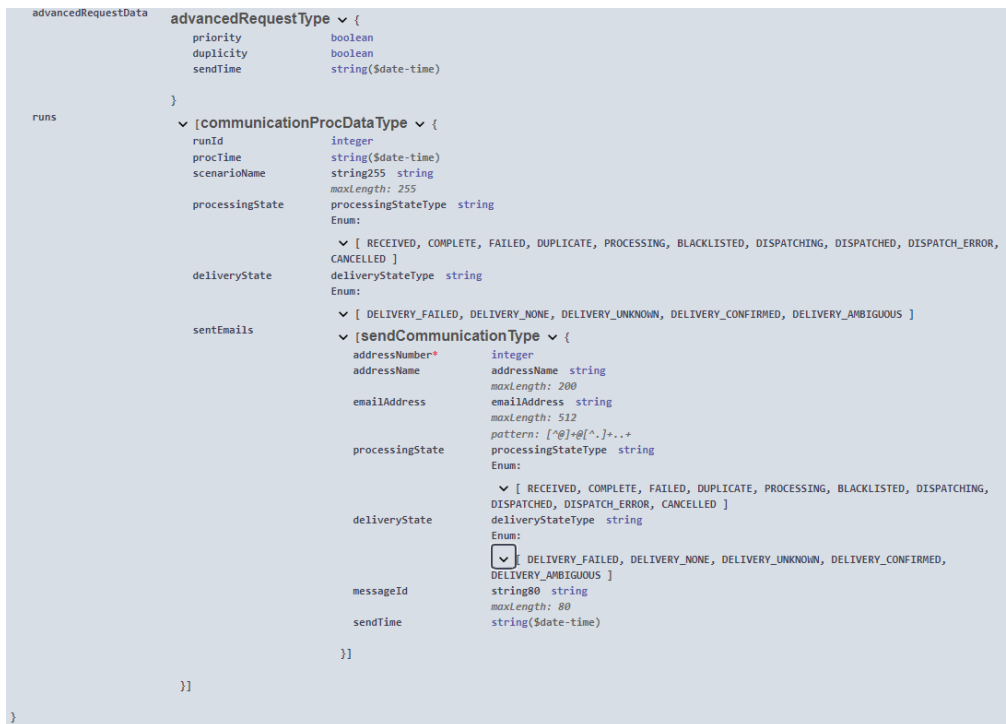 advancedRequestData advancedRequestType {
priority boolean
duplicity boolean
sendTime string($date-time)
}
runs [communicationProcDataType {
runId integer
procTime string($date-time)
scenarioName string255 string
maxLength: 255
processingState processingStateType string
Enum:
[ RECEIVED, COMPLETE, FAILED, DUPLICATE, PROCESSING, BLACKLISTED, DISPATCHING, DISPATCHED, DISPATCH_ERROR,
CANCELLED ]
deliveryState deliveryStateType string
Enum:
[ DELIVERY_FAILED, DELIVERY_NONE, DELIVERY_UNKNOWN, DELIVERY_CONFIRMED, DELIVERY_AMBIGUOUS ]
sentEmails [sendCommunicationType {
addressNumber* integer
addressName addressName string
maxLength: 200
emailAddress emailAddress string
maxLength: 512
pattern: [^@]+@[^.]+..+
processingState processingStateType string
Enum:
[ RECEIVED, COMPLETE, FAILED, DUPLICATE, PROCESSING, BLACKLISTED, DISPATCHING,
DISPATCHED, DISPATCH_ERROR, CANCELLED ]
deliveryState deliveryStateType string
Enum:
[ DELIVERY_FAILED, DELIVERY_NONE, DELIVERY_UNKNOWN, DELIVERY_CONFIRMED,
DELIVERY_AMBIGUOUS ]
messageId string80 string
maxLength: 80
sendTime string($date-time)
}]
}]
}